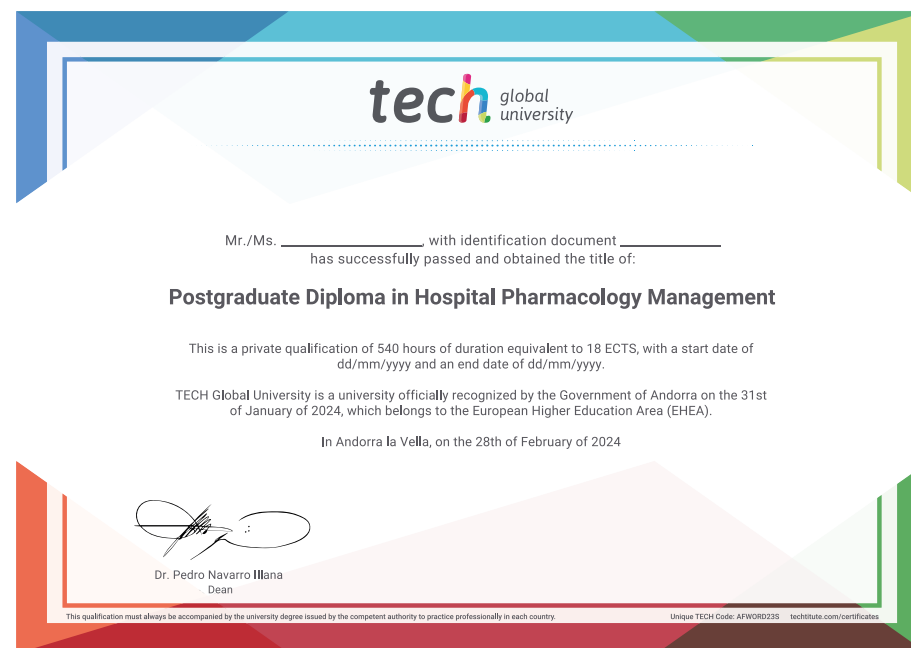 tech global
university
Mr./Ms. ____________________, with identification document ______________
has successfully passed and obtained the title of:
Postgraduate Diploma in Hospital Pharmacology Management
This is a private qualification of 540 hours of duration equivalent to 18 ECTS, with a start date of
dd/mm/yyyy and an end date of dd/mm/yyyy.
TECH Global University is a university officially recognized by the Government of Andorra on the 31st
of January of 2024, which belongs to the European Higher Education Area (EHEA).
In Andorra la Vella, on the 28th of February of 2024
Dr. Pedro Navarro Illana
Dean
This qualification must always be accompanied by the university degree issued by the competent authority to practice professionally in each country. Unique TECH Code: AFWORD23S techtitute.com/certificates